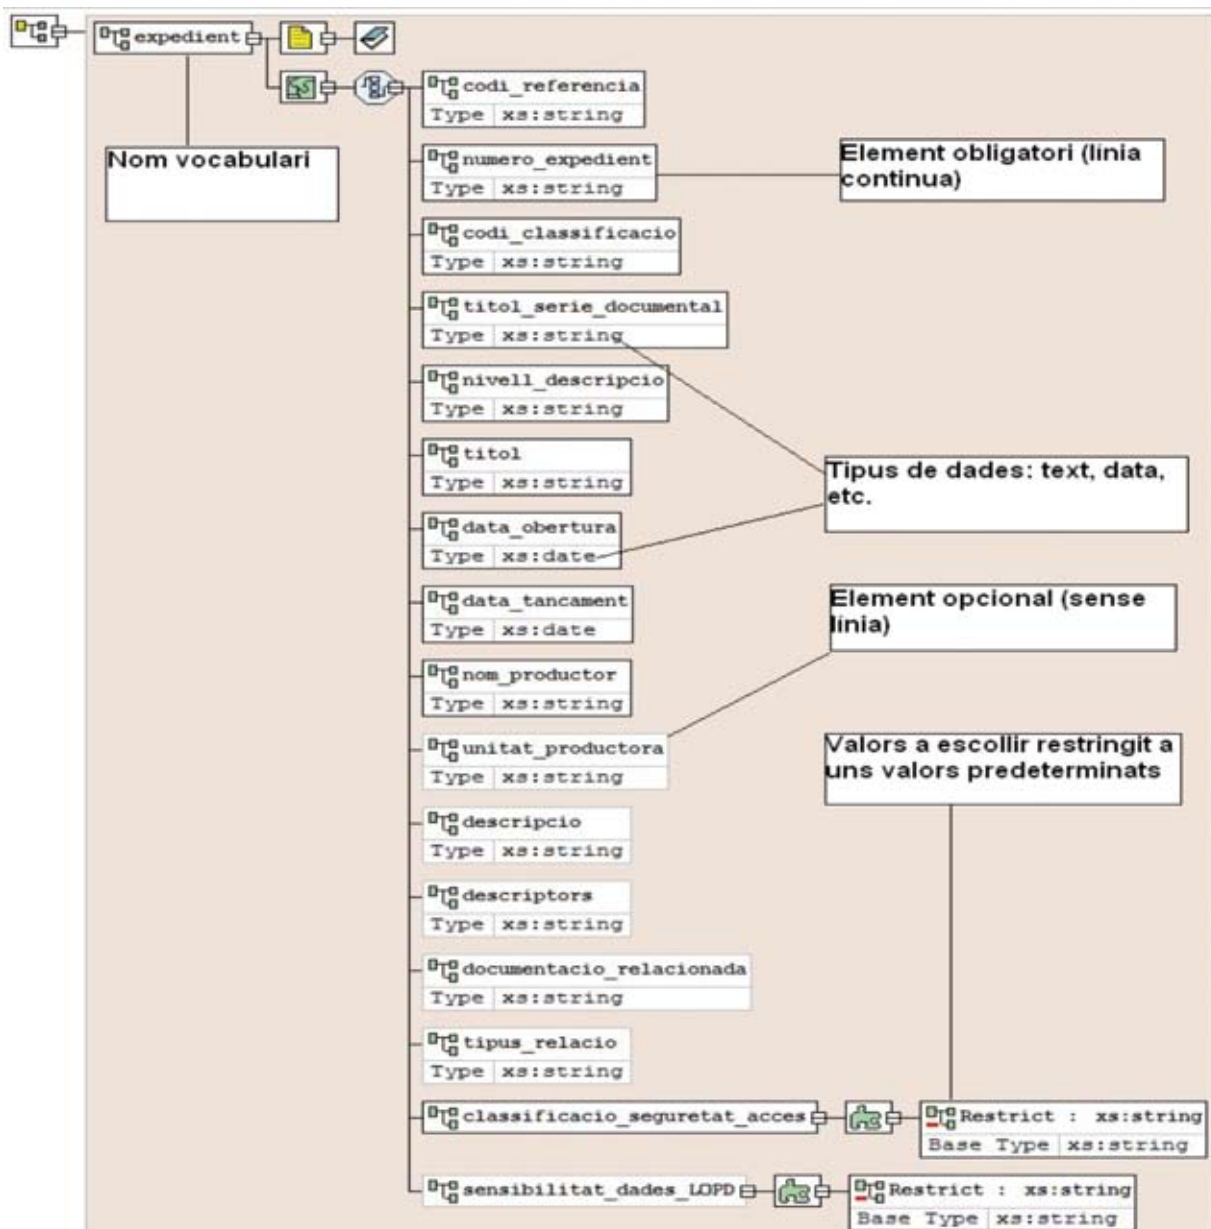 expedient
codi_referencia
Type xs:string
Nom vocabulari
numero_expedient
Type xs:string
Element obligatori (línia
continua)
codi_classificacio
Type xs:string
titol_serie_documental
Type xs:string
nivell_descripcio
Type xs:string
titol
Type xs:string
Tipus de dades: text, data,
etc.
data_obertura
Type xs:date
data_tancament
Type xs:date
Element opcional (sense
línia)
nom_productor
Type xs:string
unitat_productora
Type xs:string
Valors a escollir restringit a
uns valors predeterminats
descripcio
Type xs:string
descriptors
Type xs:string
documentacio_relacionada
Type xs:string
tipus_relacio
Type xs:string
classificacio_seguretat_acces
Restrict : xs:string
Base Type xs:string
sensibilitat_dades_LOPD
Restrict : xs:string
Base Type xs:string